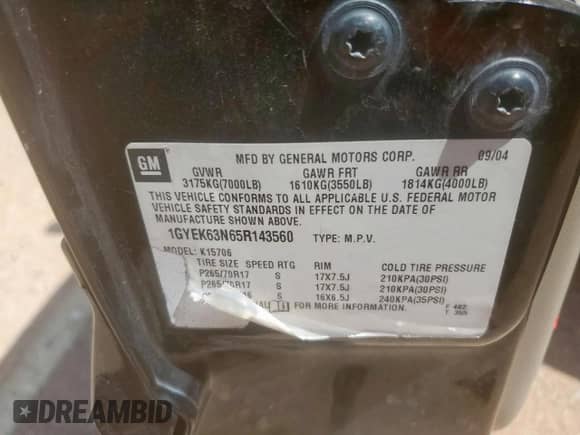 GM
MFD BY GENERAL MOTORS CORP. 09/04
GVWR GAWR FRT GAWR RR
3175KG(7000LB) 1610KG(3550LB) 1814KG(4000LB)
THIS VEHICLE CONFORMS TO ALL APPLICABLE U.S. FEDERAL MOTOR
VEHICLE SAFETY STANDARDS IN EFFECT ON THE DATE OF
MANUFACTURE SHOWN ABOVE.
1GYEK63N65R143560 TYPE: M.P.V.
MODEL: K15706
TIRE SIZE SPEED RTG RIM COLD TIRE PRESSURE
P265/70R17 S 17X7.5J 210KPA(30PSI)
P265/70R17 S 17X7.5J 210KPA(30PSI)
S 16X6.5J 240KPA(35PSI)
FOR MORE INFORMATION.
DREAMBID